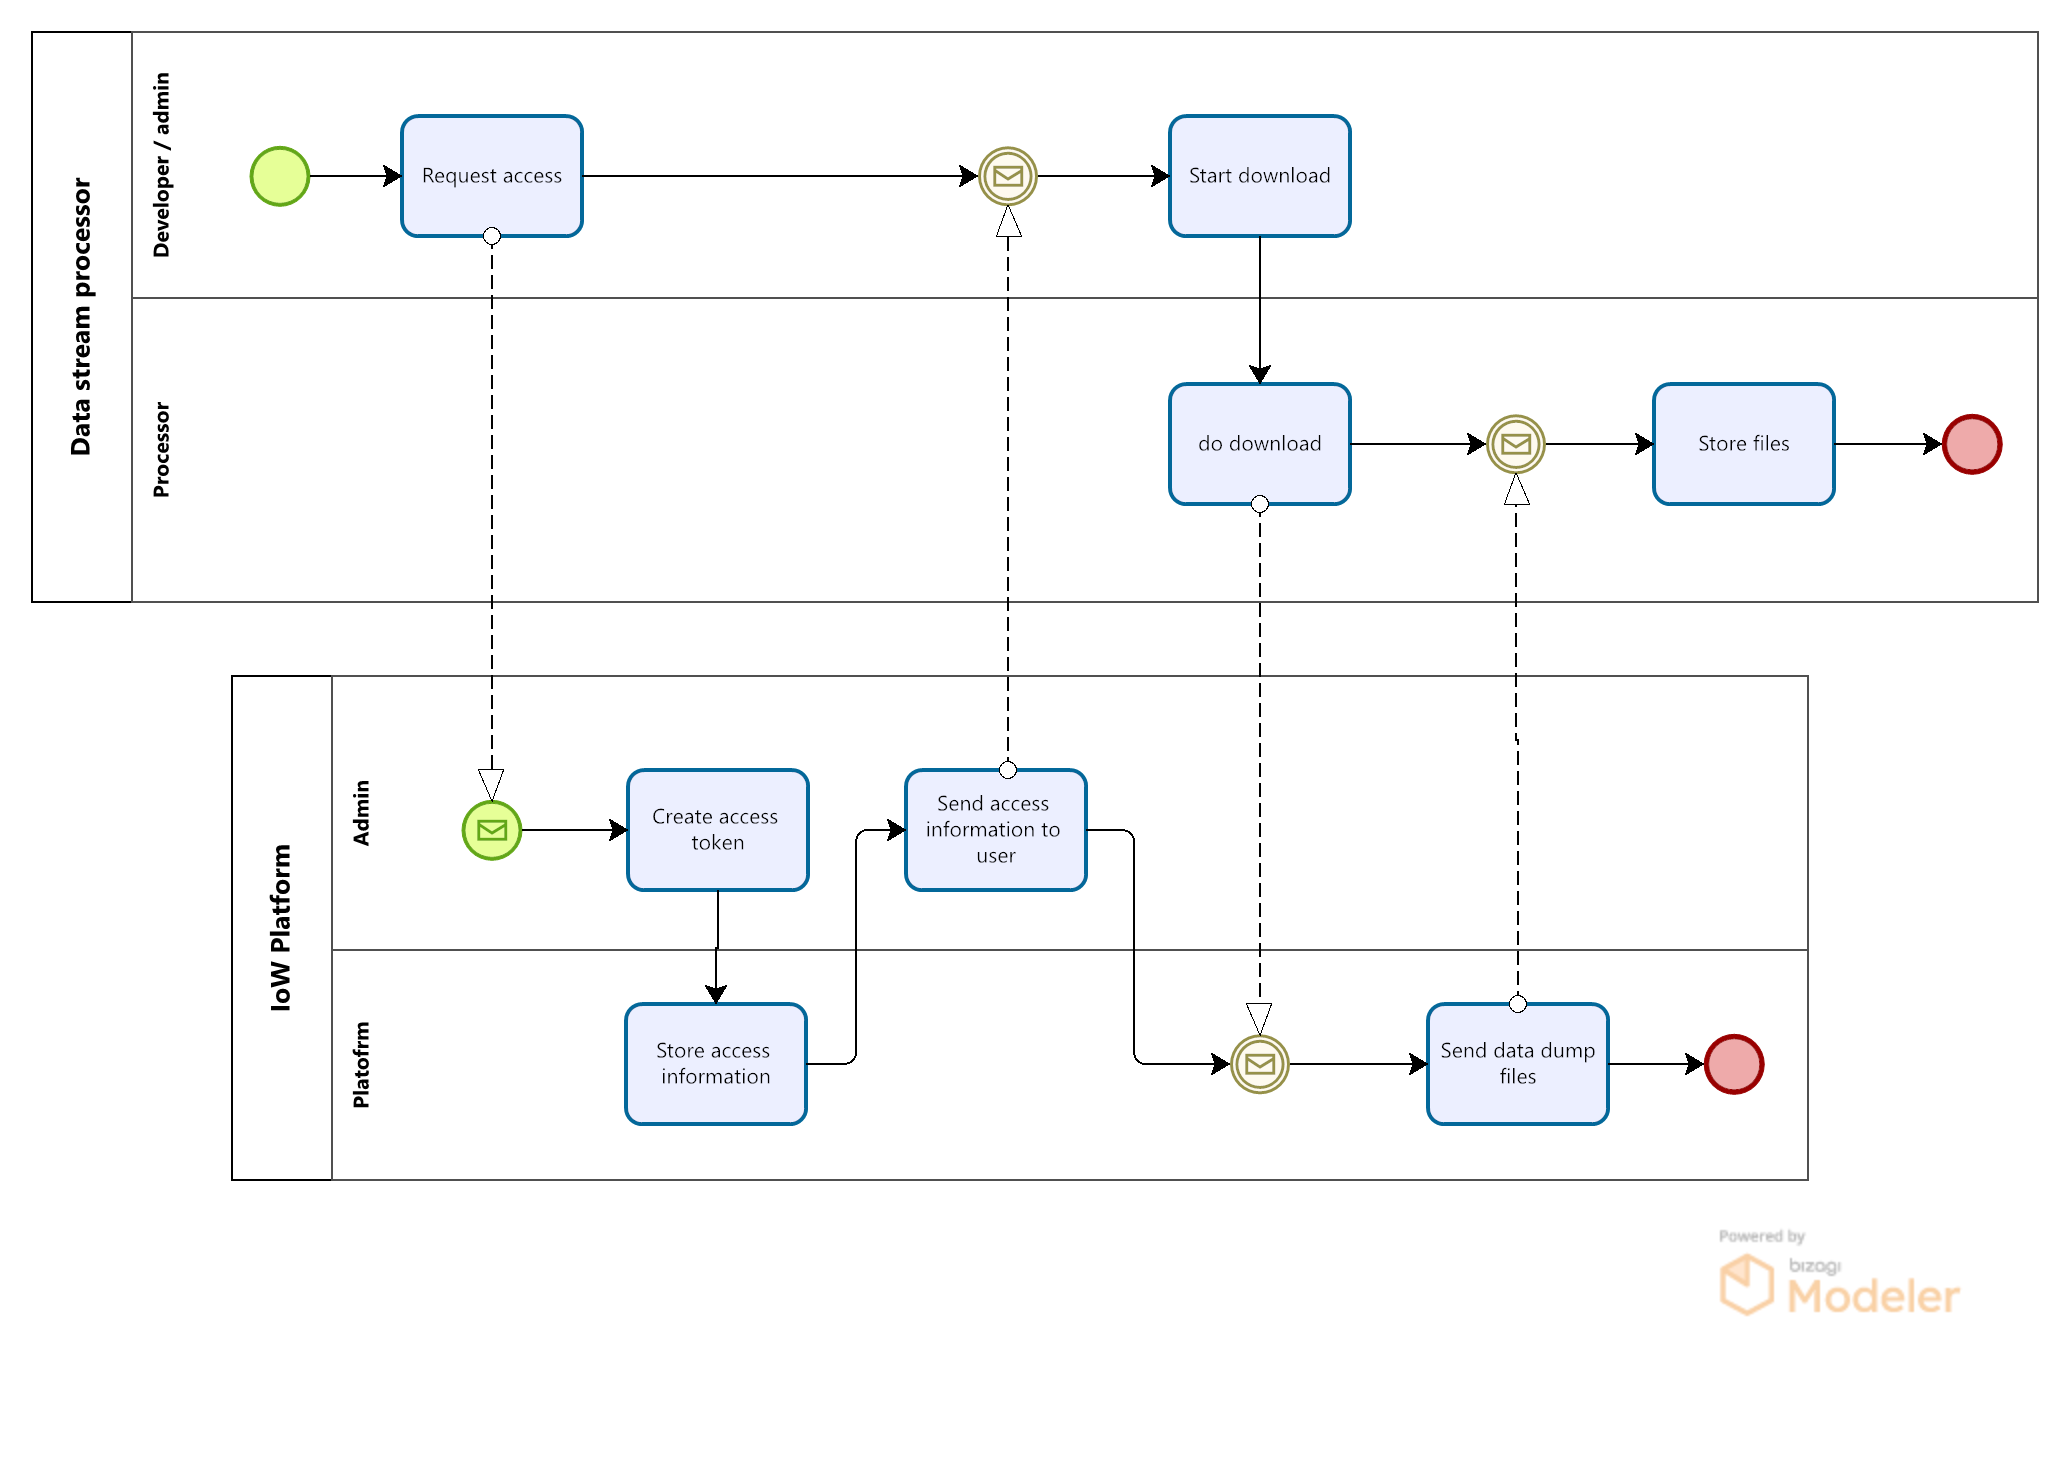 Data stream processor
Developer / admin
Request access
Start download
Processor
do download
Store files
IoW Platform
Admin
Create access
token
Send access
information to
user
Platofrm
Store access
information
Send data dump
files
Powered by
bizagi
Modeler